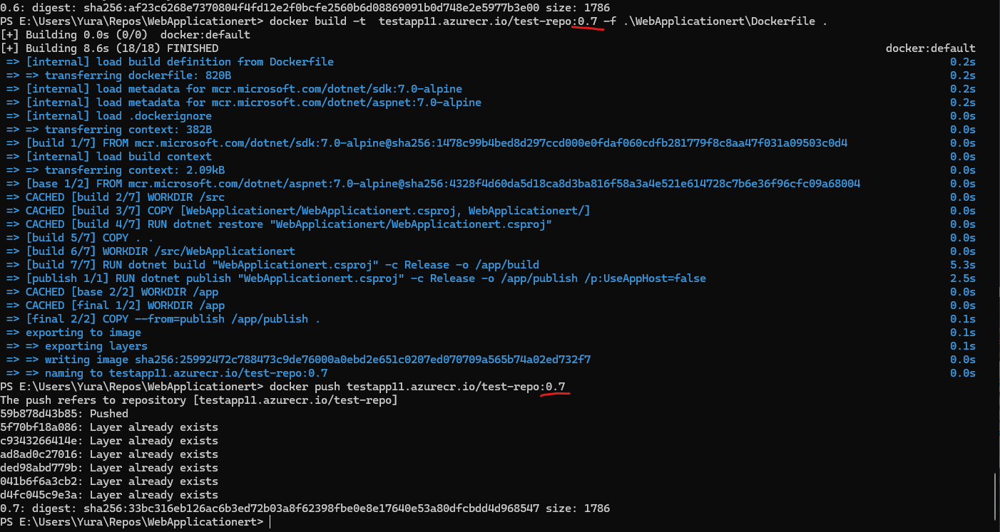 0.6: digest: sha256:af23c6268e7370804f4fd12e2f0bcfe2560b6d08869091b0d748e2e5977b3e00 size: 1786
PS E:\Users\Yura\Repos\WebApplicationert> docker build -t  testapp11.azurecr.io/test-repo:0.7 -f .\WebApplicationert\Dockerfile .
[+] Building 0.0s (0/0)  docker:default
[+] Building 8.6s (18/18) FINISHED docker:default
=> [internal] load build definition from Dockerfile 0.2s
=> => transferring dockerfile: 820B 0.2s
=> [internal] load metadata for mcr.microsoft.com/dotnet/sdk:7.0-alpine 0.2s
=> [internal] load metadata for mcr.microsoft.com/dotnet/aspnet:7.0-alpine 0.2s
=> [internal] load .dockerignore 0.0s
=> => transferring context: 382B 0.0s
=> [build 1/7] FROM mcr.microsoft.com/dotnet/sdk:7.0-alpine@sha256:1478c99b4bed8d297ccd000e0fdaf060cdfb281779f8c8aa47f031a09503c0d4 0.0s
=> [internal] load build context 0.0s
=> => transferring context: 2.09kB 0.0s
=> [base 1/2] FROM mcr.microsoft.com/dotnet/aspnet:7.0-alpine@sha256:4328f4d60da5d18ca8d3ba816f58a3a4e521e614728c7b6e36f96cfc09a68004 0.0s
=> CACHED [build 2/7] WORKDIR /src 0.0s
=> CACHED [build 3/7] COPY [WebApplicationert/WebApplicationert.csproj, WebApplicationert/] 0.0s
=> CACHED [build 4/7] RUN dotnet restore "WebApplicationert/WebApplicationert.csproj" 0.0s
=> [build 5/7] COPY . . 0.0s
=> [build 6/7] WORKDIR /src/WebApplicationert 0.0s
=> [build 7/7] RUN dotnet build "WebApplicationert.csproj" -c Release -o /app/build 5.3s
=> [publish 1/1] RUN dotnet publish "WebApplicationert.csproj" -c Release -o /app/publish /p:UseAppHost=false 2.5s
=> CACHED [base 2/2] WORKDIR /app 0.0s
=> CACHED [final 1/2] WORKDIR /app 0.0s
=> [final 2/2] COPY --from=publish /app/publish . 0.1s
=> exporting to image 0.1s
=> => exporting layers 0.1s
=> => writing image sha256:25992472c788473c9de76000a0ebd2e651c0207ed070709a565b74a02ed732f7 0.0s
=> => naming to testapp11.azurecr.io/test-repo:0.7 0.0s
PS E:\Users\Yura\Repos\WebApplicationert> docker push testapp11.azurecr.io/test-repo:0.7
The push refers to repository [testapp11.azurecr.io/test-repo]
59b878d43b85: Pushed
5f70bf18a086: Layer already exists
c9343266414e: Layer already exists
ad8ad0c27016: Layer already exists
ded98abd779b: Layer already exists
041b6f6a3cb2: Layer already exists
d4fc045c9e3a: Layer already exists
0.7: digest: sha256:33bc316eb126ac6b3ed72b03a8f62398fbe0e8e17640e53a80dfcbdd4d968547 size: 1786
PS E:\Users\Yura\Repos\WebApplicationert>